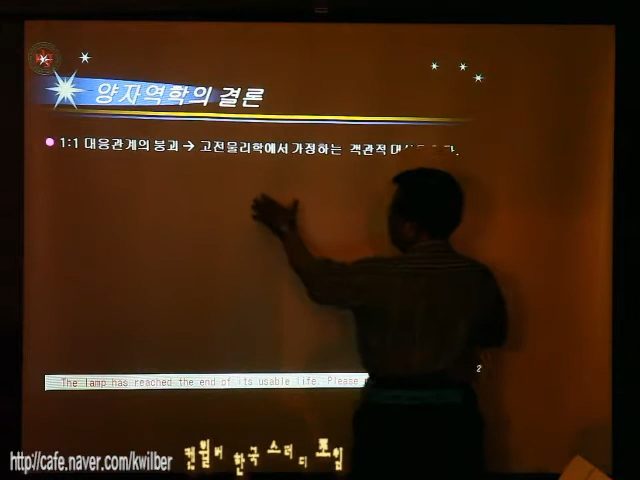 양자역학의 결론
1:1 대응관계의 붕괴 → 고전물리학에서 가정하는 객관적
The lamp has reached the end of its usable life. Please
2
http://cafe.naver.com/kwilber 켄윌버 한국 스터디 모임